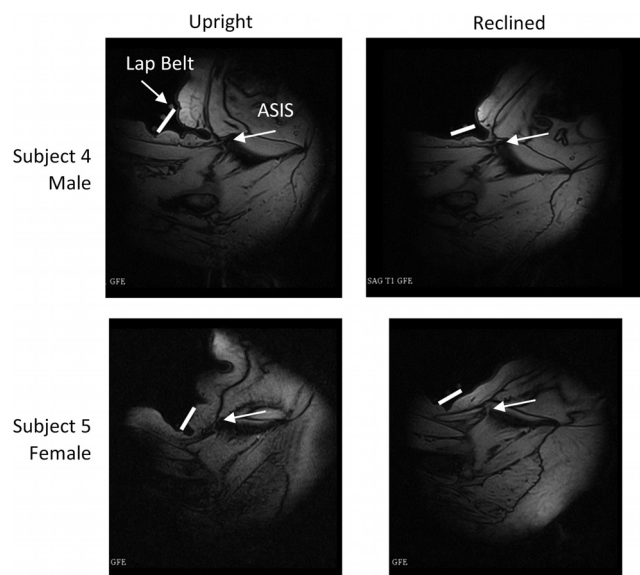 Upright
Reclined
Lap Belt
ASIS
Subject 4
Male
GFE
SAG T1 GFE
Subject 5
Female
GFE
GFE